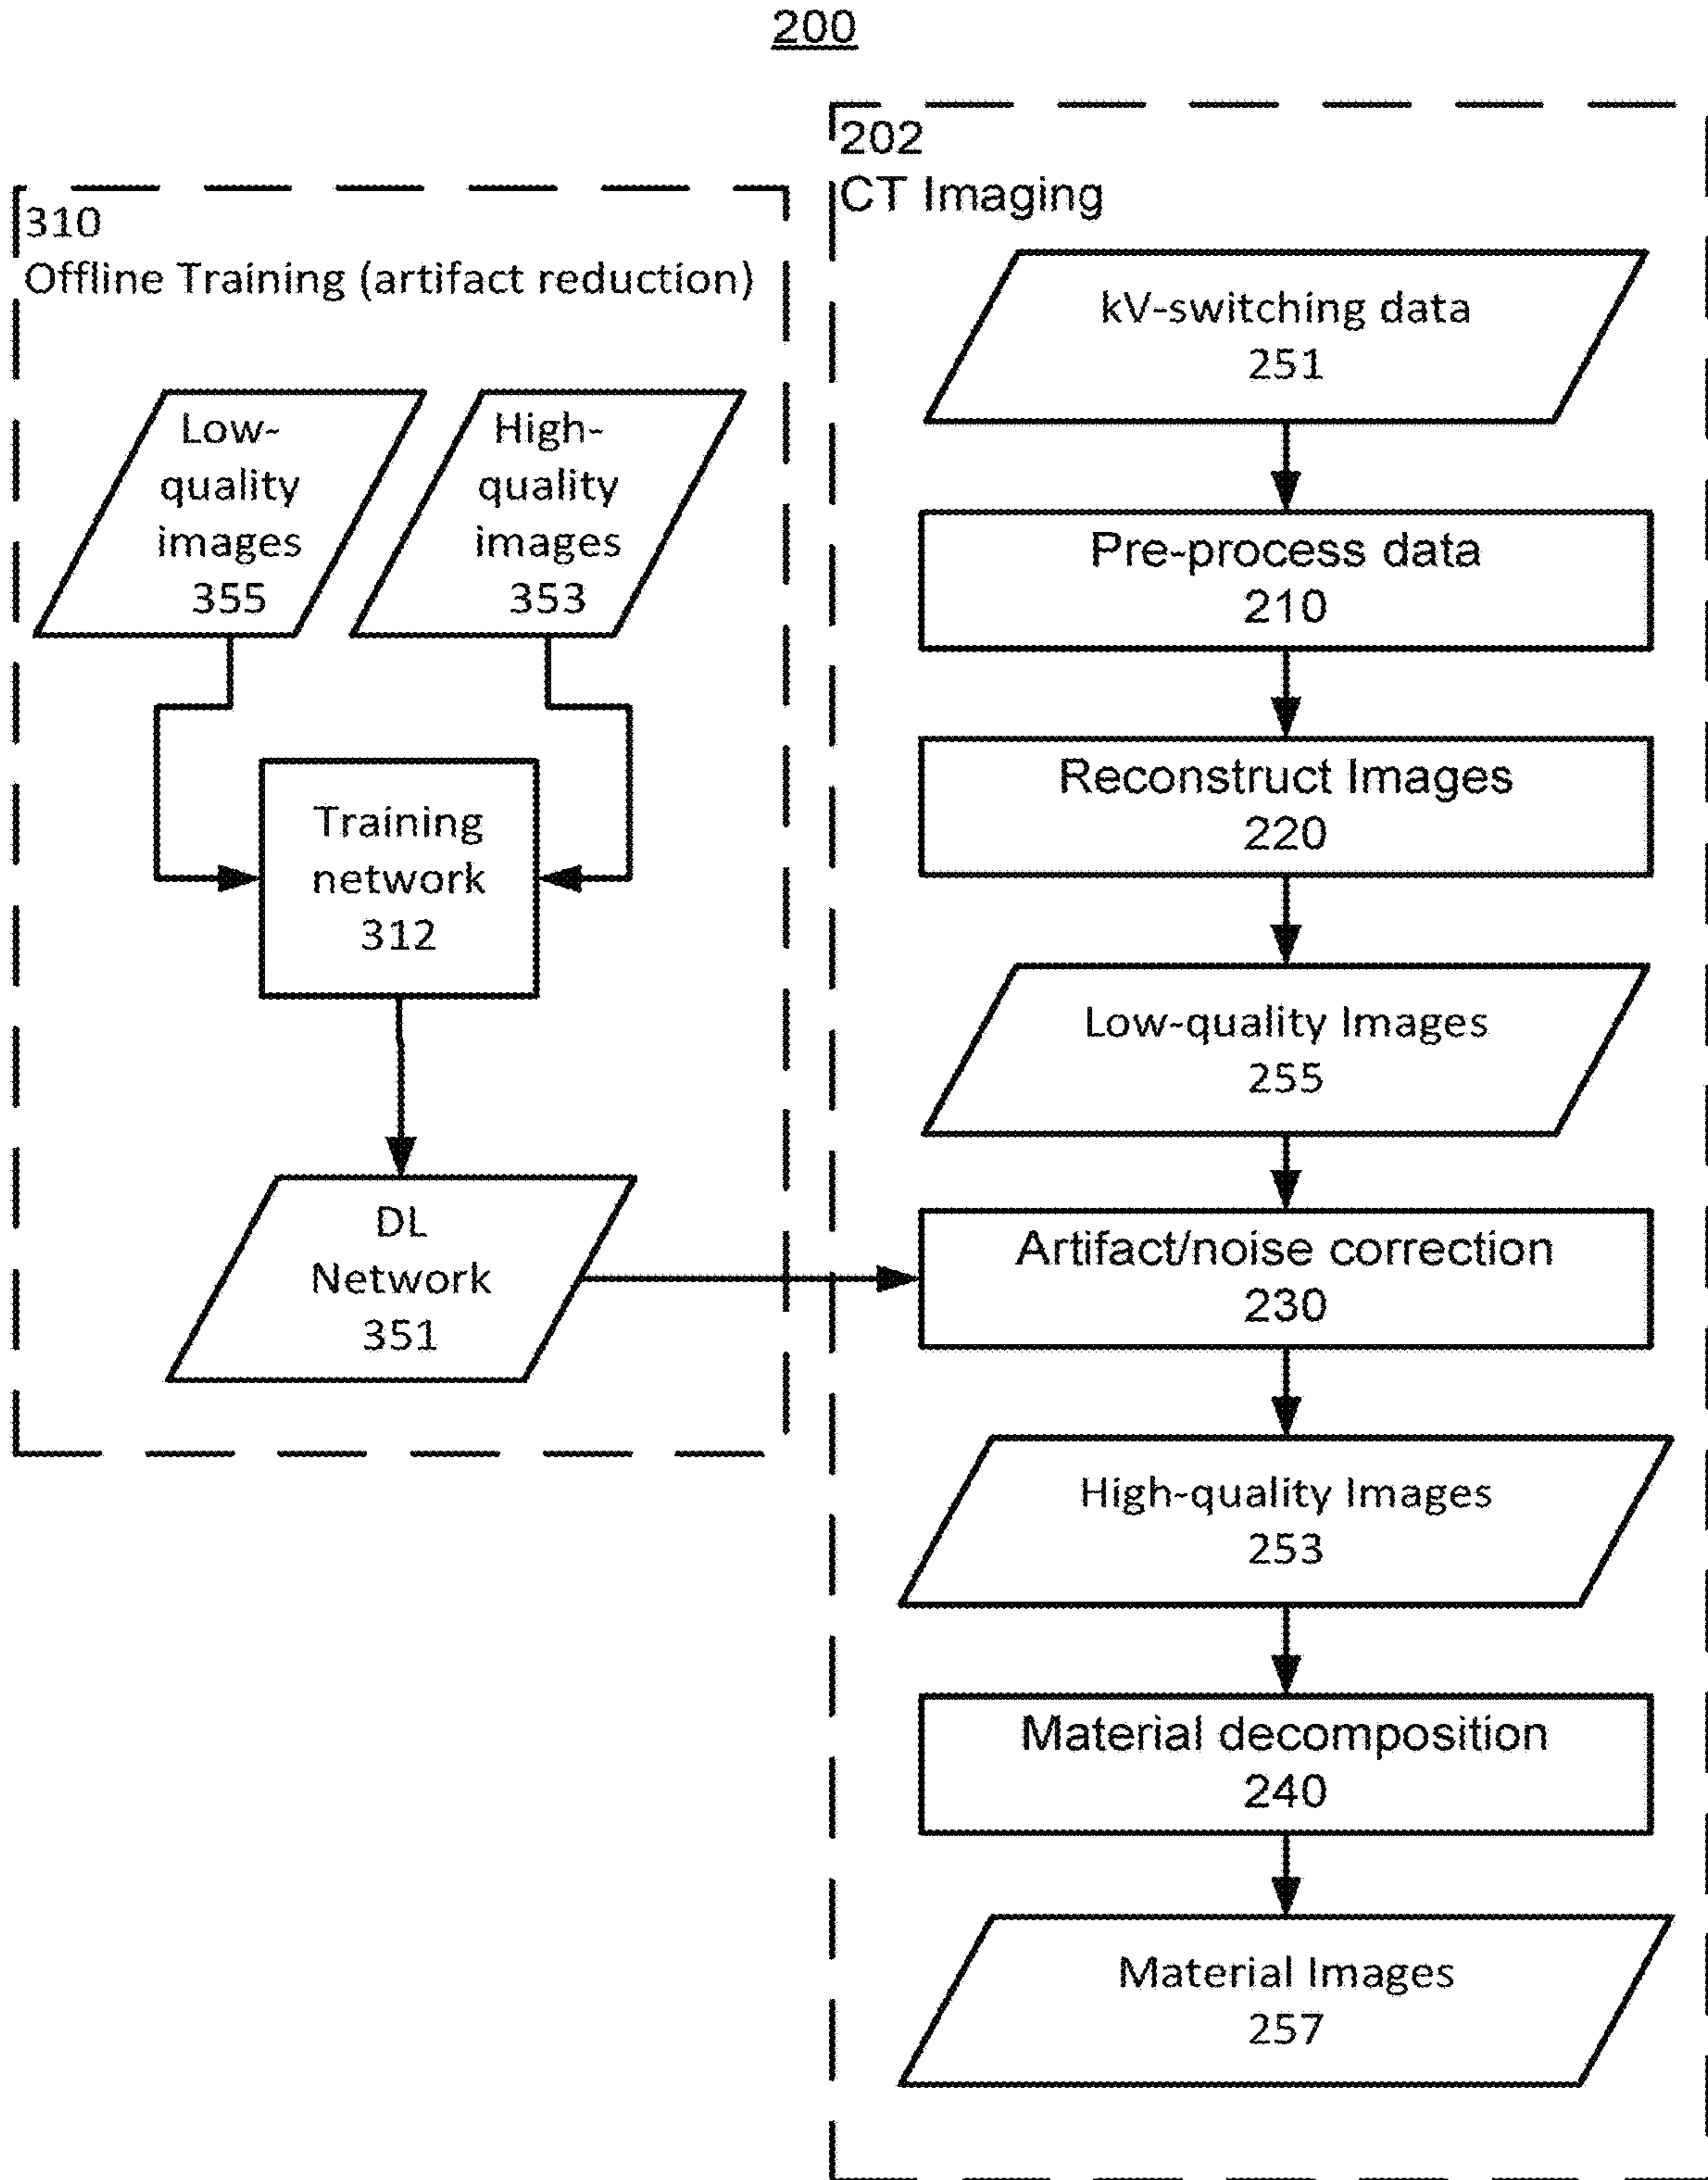 200
310
Offline Training (artifact reduction)
Low-
quality
images
355
High-
quality
images
353
Training
network
312
DL
Network
351
202
CT Imaging
kV-switching data
251
Pre-process data
210
Reconstruct Images
220
Low-quality Images
255
Artifact/noise correction
230
High-quality Images
253
Material decomposition
240
Material Images
257